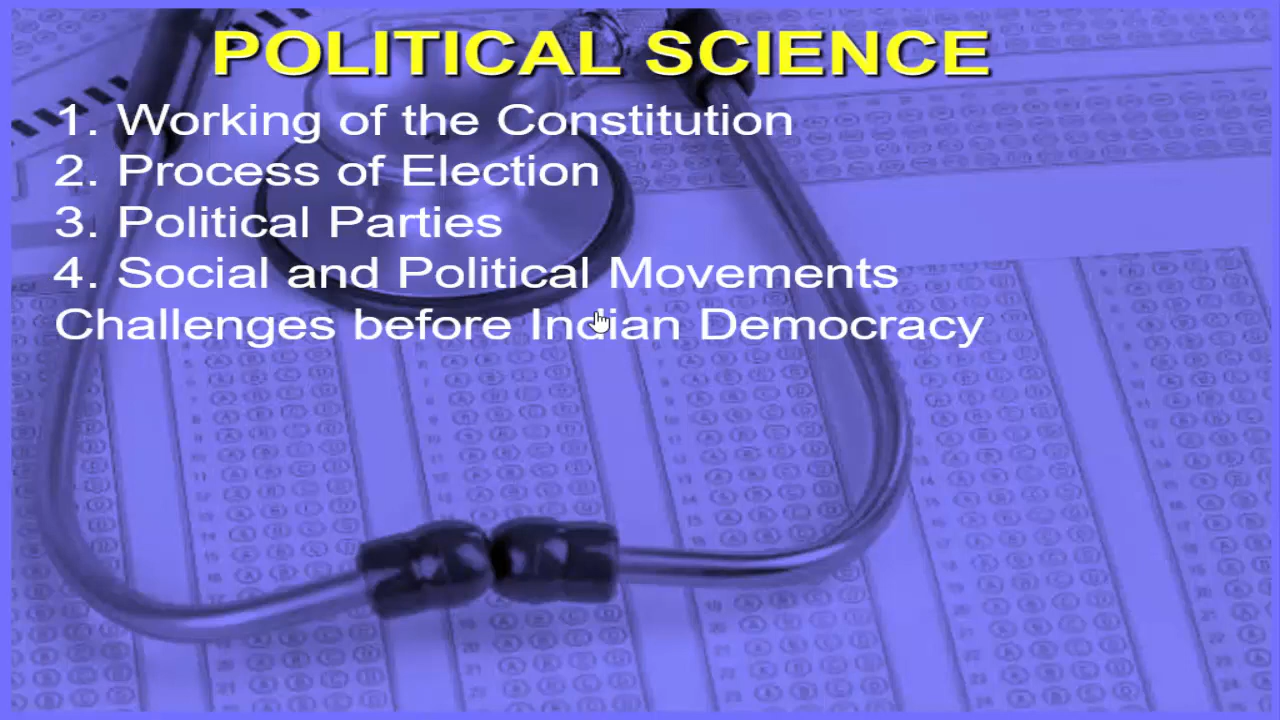 POLITICAL SCIENCE
1. Working of the Constitution
2. Process of Election
3. Political Parties
4. Social and Political Movements
Challenges before Indian Democracy